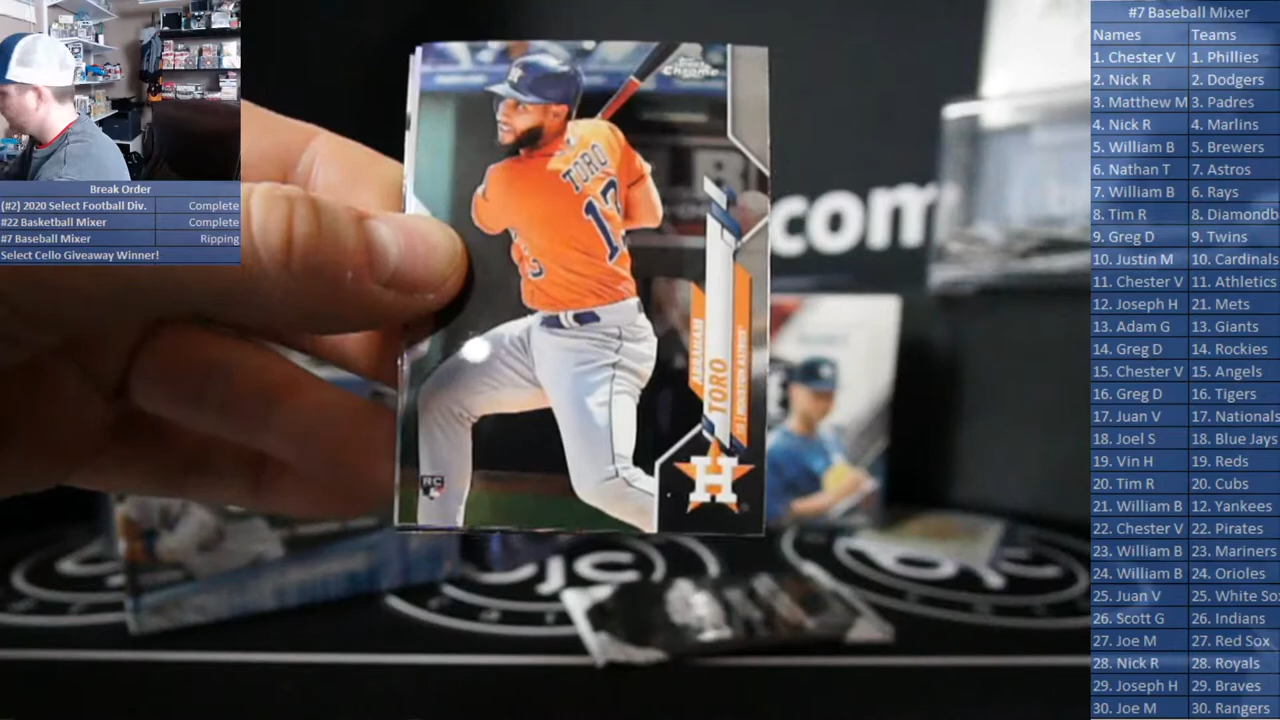 Break Order
(#2) 2020 Select Football Div. Complete
#22 Basketball Mixer Complete
#7 Baseball Mixer Ripping
Select Cello Giveaway Winner!
Chrome
TORO
13
ABRAHAM
TORO
HOUSTON ASTROS
H
RC
.com
#7 Baseball Mixer
Names Teams
1. Chester V 1. Phillies
2. Nick R 2. Dodgers
3. Matthew M 3. Padres
4. Nick R 4. Marlins
5. William B 5. Brewers
6. Nathan T 7. Astros
7. William B 6. Rays
8. Tim R 8. Diamondb
9. Greg D 9. Twins
10. Justin M 10. Cardinals
11. Chester V 11. Athletics
12. Joseph H 21. Mets
13. Adam G 13. Giants
14. Greg D 14. Rockies
15. Chester V 15. Angels
16. Greg D 16. Tigers
17. Juan V 17. Nationals
18. Joel S 18. Blue Jays
19. Vin H 19. Reds
20. Tim R 20. Cubs
21. William B 12. Yankees
22. Chester V 22. Pirates
23. William B 23. Mariners
24. William B 24. Orioles
25. Juan V 25. White So
26. Scott G 26. Indians
27. Joe M 27. Red Sox
28. Nick R 28. Royals
29. Joseph H 29. Braves
30. Joe M 30. Rangers